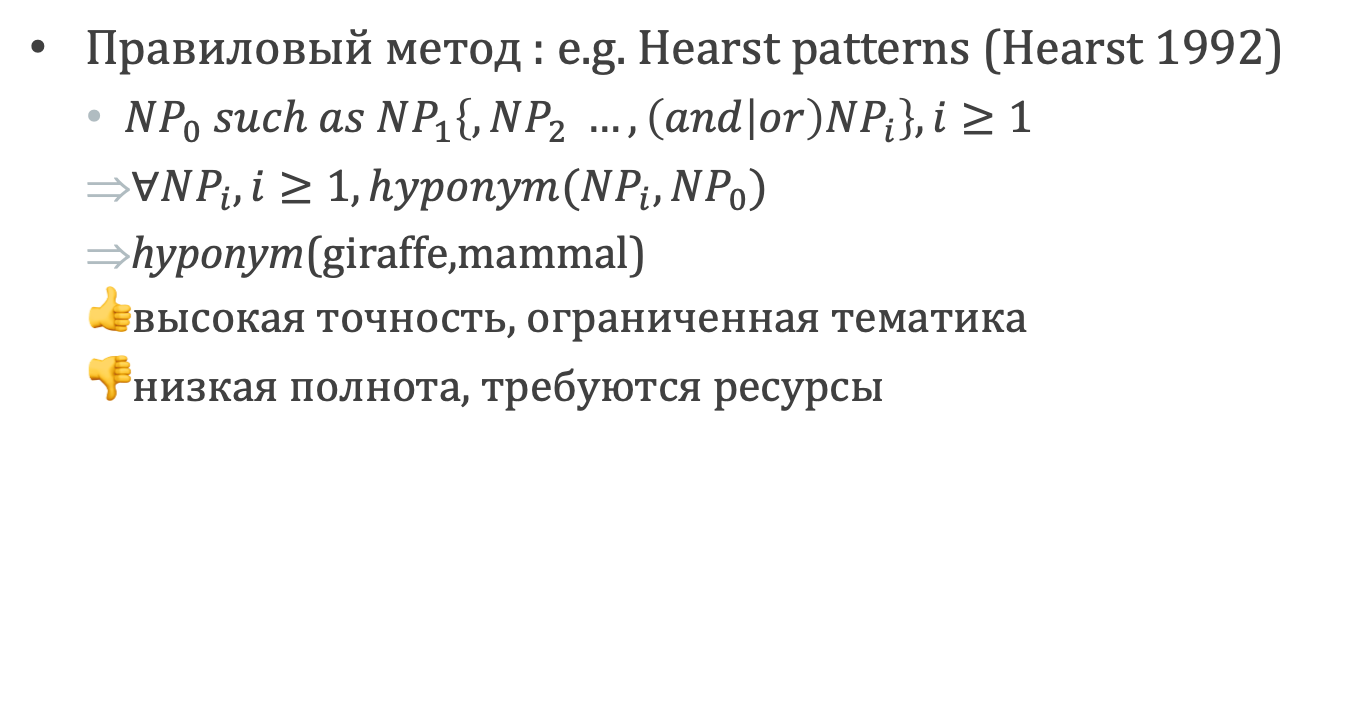 • Правиловый метод : e.g. Hearst patterns (Hearst 1992)
• NP₀ such as NP₁{, NP₂ … , (and|or)NPᵢ}, i ≥ 1
⇒∀NPᵢ, i ≥ 1, hyponym(NPᵢ, NP₀)
⇒hyponym(giraffe,mammal)
👍высокая точность, ограниченная тематика
👎низкая полнота, требуются ресурсы